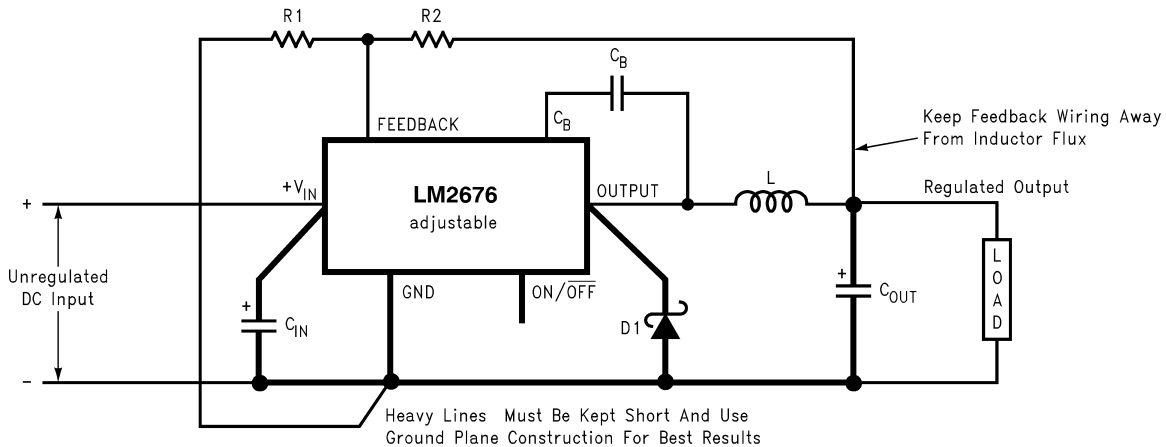 R1
R2
C_B
FEEDBACK
C_B
Keep Feedback Wiring Away
From Inductor Flux
+V_IN
LM2676
adjustable
OUTPUT
L
Regulated Output
+
Unregulated
DC Input
−
+
C_IN
GND
ON/O̅F̅F̅
D1
+
C_OUT
LOAD
Heavy Lines Must Be Kept Short And Use
Ground Plane Construction For Best Results